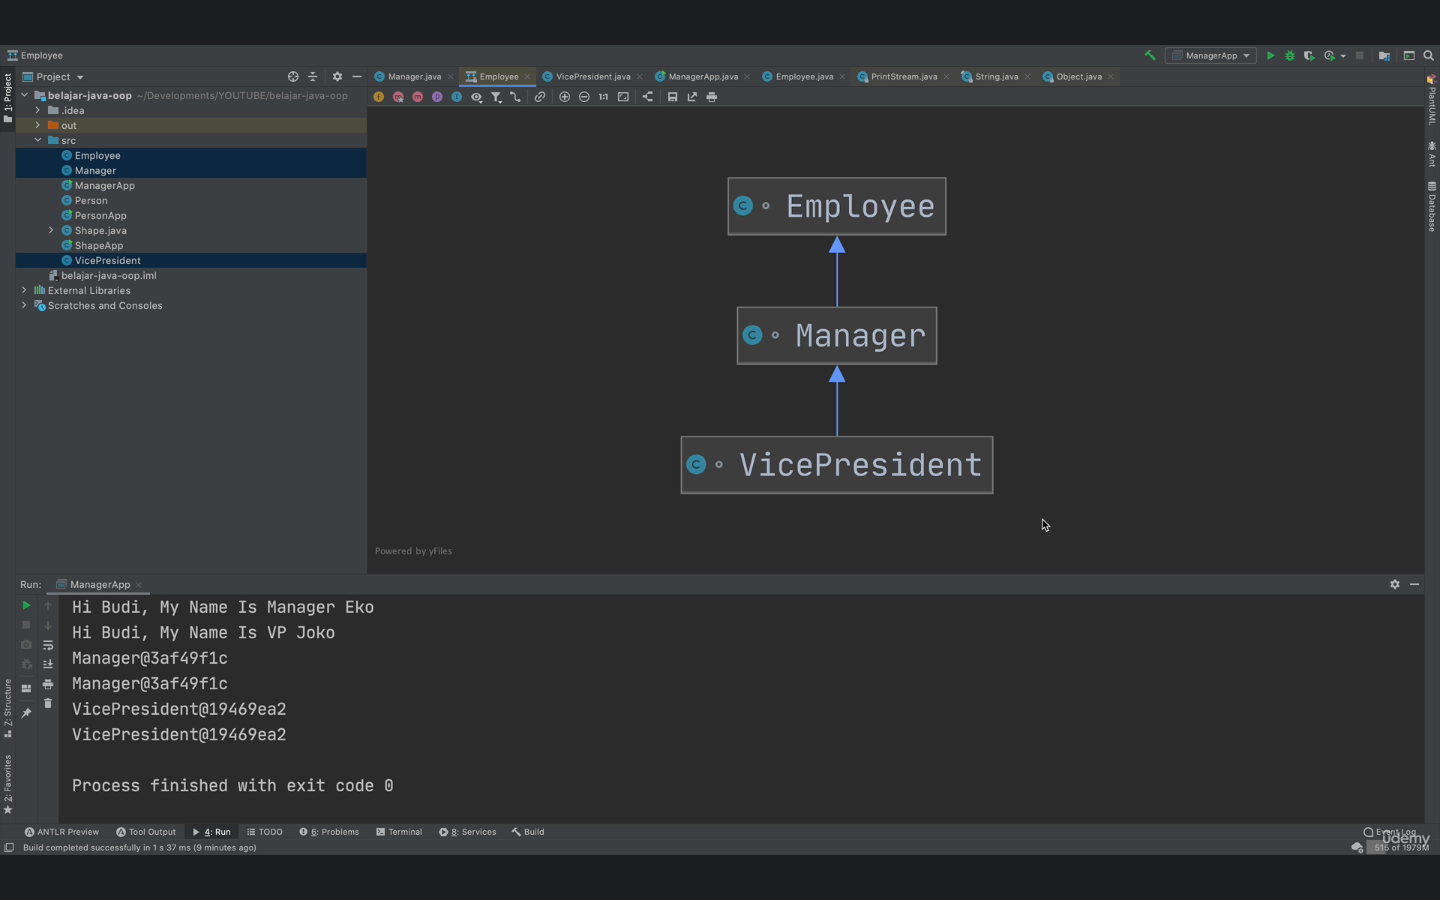 Employee
ManagerApp
Project
belajar-java-oop ~/Developments/YOUTUBE/belajar-java-oop
.idea
out
src
Employee
Manager
ManagerApp
Person
PersonApp
Shape.java
ShapeApp
VicePresident
belajar-java-oop.iml
External Libraries
Scratches and Consoles
1: Project
Z: Structure
2: Favorites
Manager.java
Employee
VicePresident.java
ManagerApp.java
Employee.java
PrintStream.java
String.java
Object.java
1:1
Employee
Manager
VicePresident
Powered by yFiles
PlantUML
Ant
Database
Run:
ManagerApp
Hi Budi, My Name Is Manager Eko
Hi Budi, My Name Is VP Joko
Manager@3af49f1c
Manager@3af49f1c
VicePresident@19469ea2
VicePresident@19469ea2
Process finished with exit code 0
ANTLR Preview
Tool Output
4: Run
TODO
6: Problems
Terminal
8: Services
Build
Event Log
udemy
Build completed successfully in 1 s 37 ms (9 minutes ago)
515 of 1979M